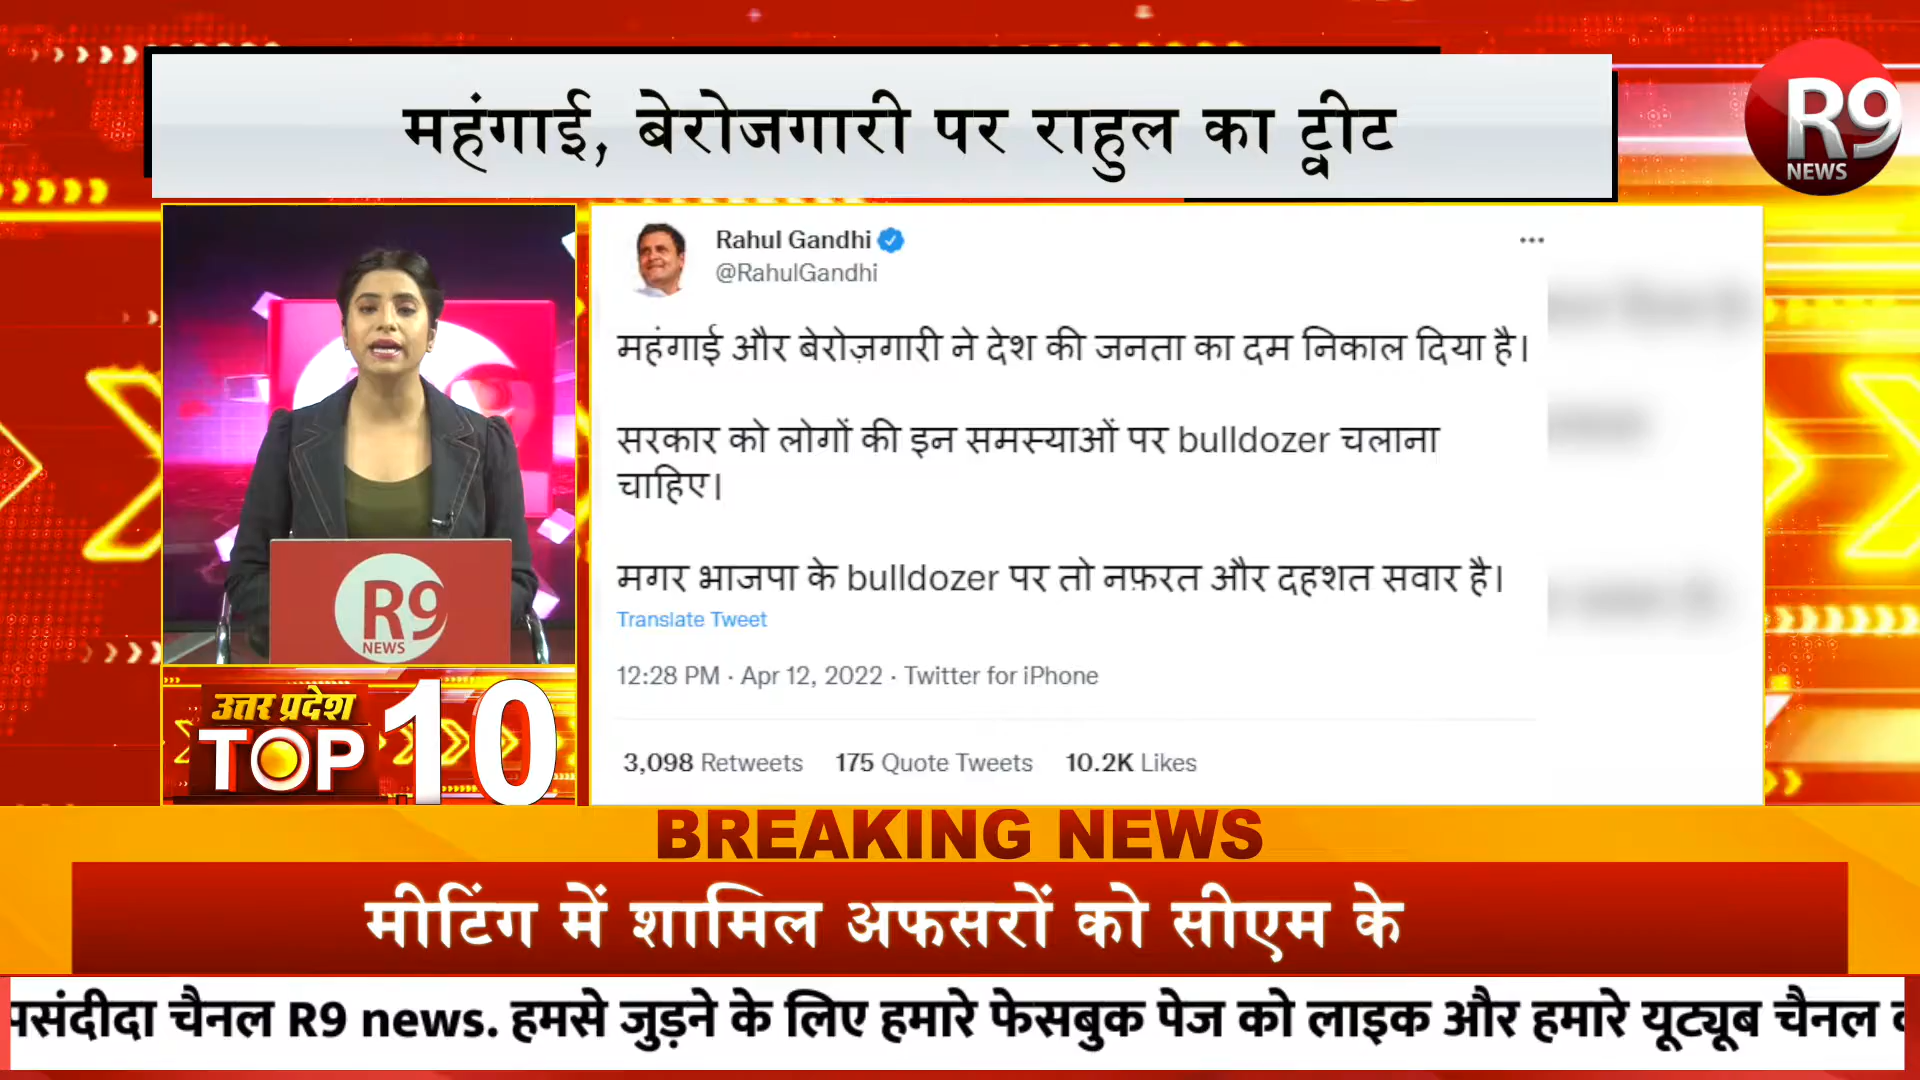 महंगाई, बेरोजगारी पर राहुल का ट्वीट
R9
NEWS
Rahul Gandhi
@RahulGandhi
महंगाई और बेरोज़गारी ने देश की जनता का दम निकाल दिया है।
सरकार को लोगों की इन समस्याओं पर bulldozer चलाना
चाहिए।
मगर भाजपा के bulldozer पर तो नफ़रत और दहशत सवार है।
Translate Tweet
12:28 PM · Apr 12, 2022 · Twitter for iPhone
3,098 Retweets 175 Quote Tweets 10.2K Likes
R9
NEWS
उत्तर प्रदेश
TOP 10
BREAKING NEWS
मीटिंग में शामिल अफसरों को सीएम के
चैनल R9 news. हमसे जुड़ने के लिए हमारे फेसबुक पेज को लाइक और हमारे यूट्यूब चैनल